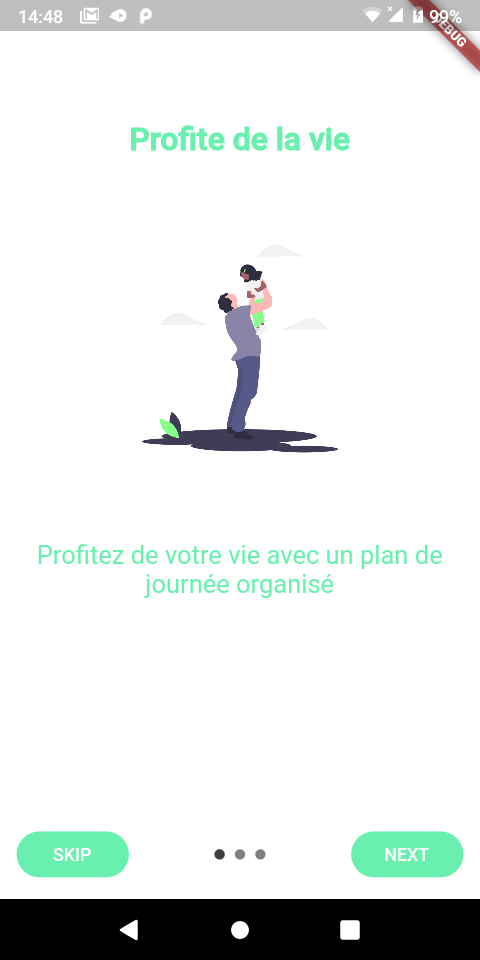 14:48
99%
DEBUG
Profite de la vie
Profitez de votre vie avec un plan de
journée organisé
SKIP
NEXT